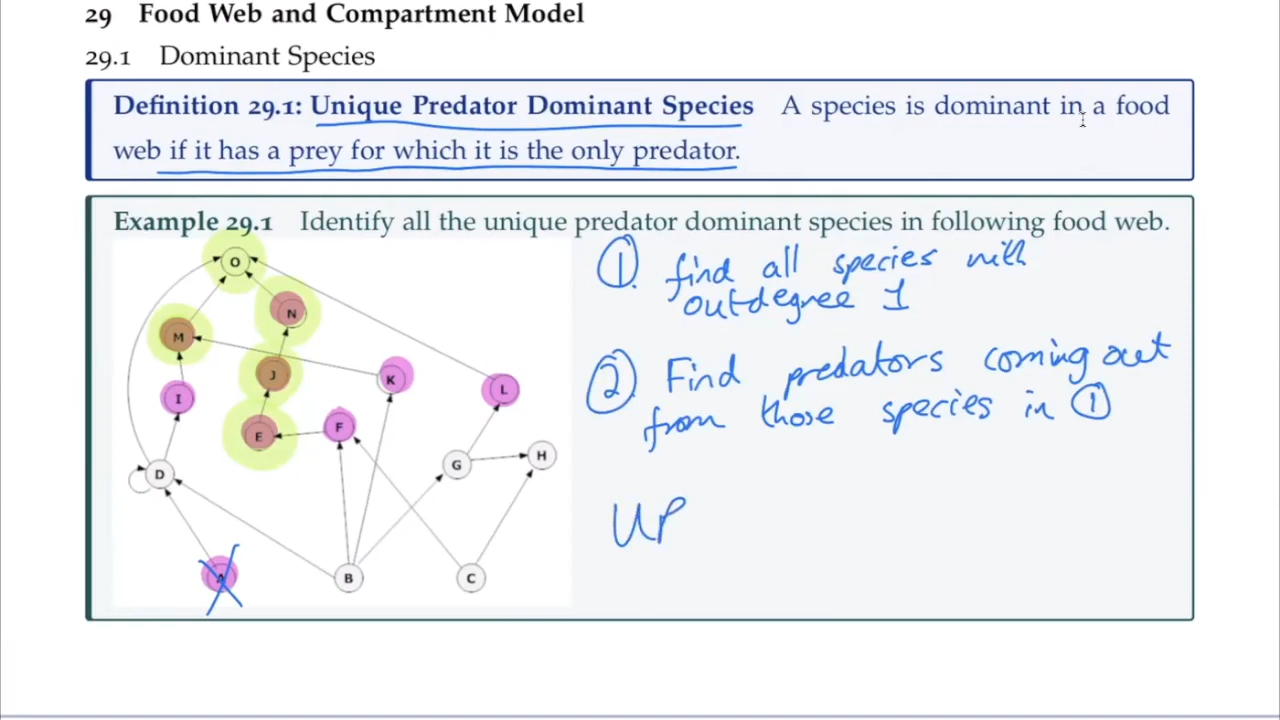 29 Food Web and Compartment Model
29.1 Dominant Species
Definition 29.1: Unique Predator Dominant Species A species is dominant in a food
web if it has a prey for which it is the only predator.
Example 29.1 Identify all the unique predator dominant species in following food web.
① find all species with
outdegree 1
② Find predators coming out
from those species in ①
UP
O
N
M
J
K
L
I
E
F
D
G
H
A
B
C